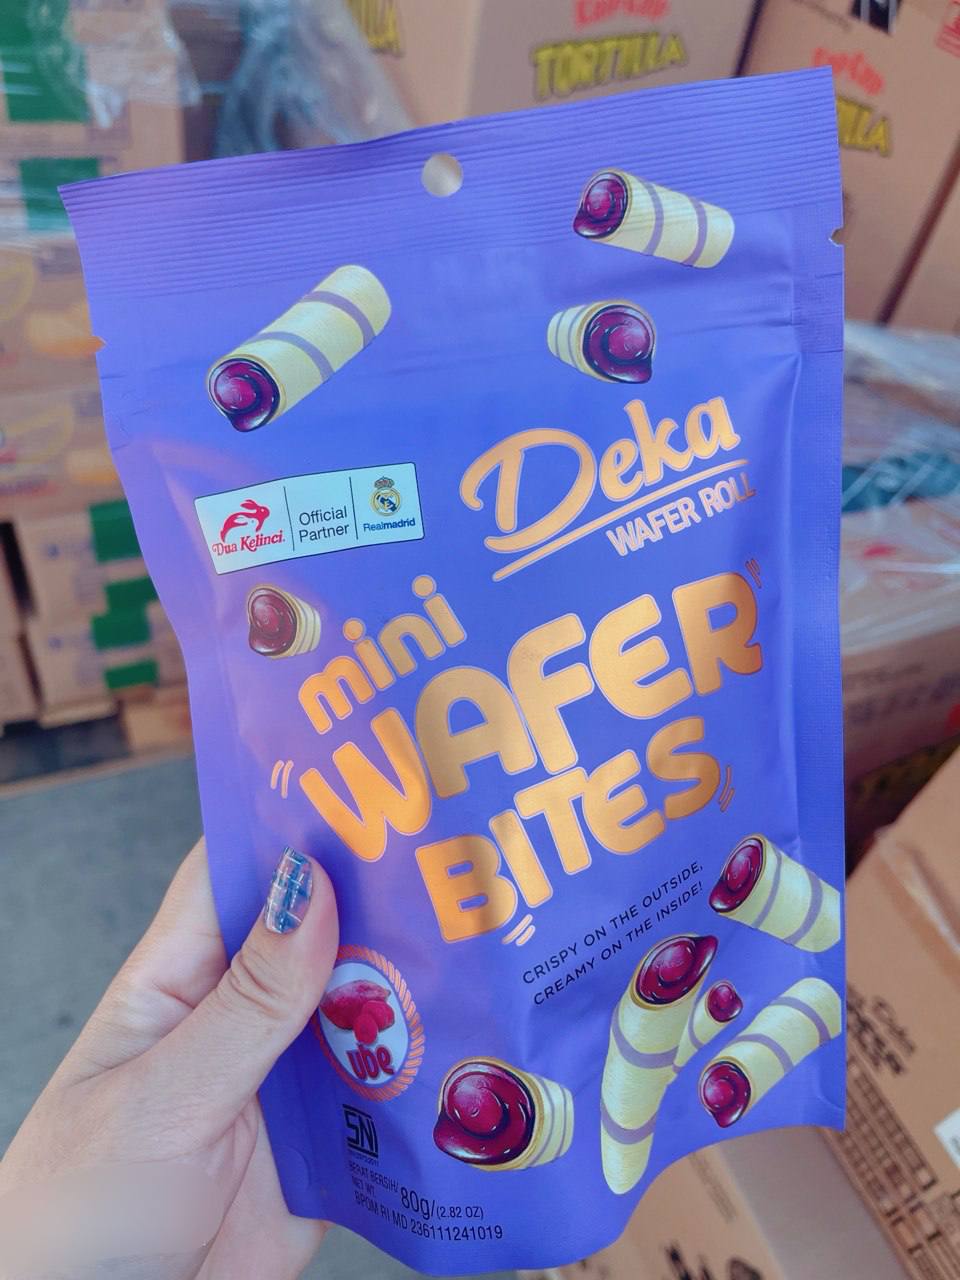 TORTILLA
Deka
WAFER ROLL
Dua Kelinci.
Official
Partner
Realmadrid
mini
WAFER
BITES
CRISPY ON THE OUTSIDE,
CREAMY ON THE INSIDE!
ube
SNI
BERAT BERSIH/
NET WT. 80g/(2.82 OZ)
BPOM RI MD 236111241019